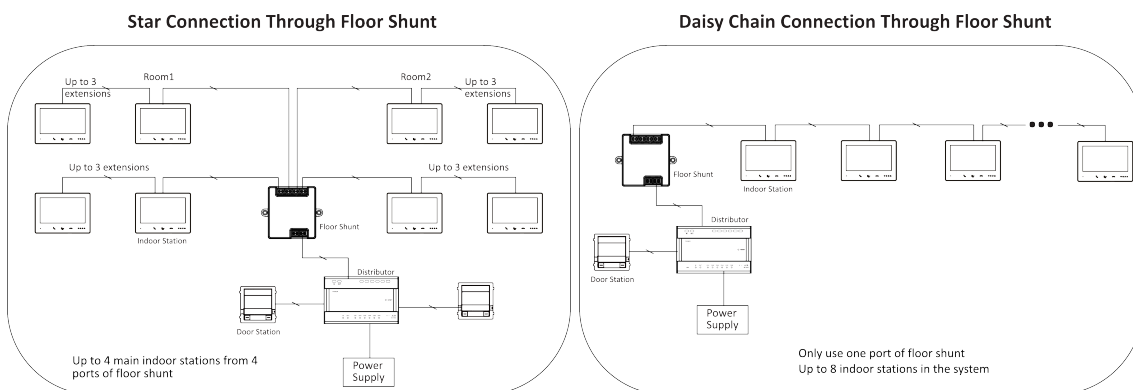 Star Connection Through Floor Shunt
Up to 3
extensions
Room1
Room2
Up to 3
extensions
Up to 3 extensions
Up to 3 extensions
Indoor Station
Floor Shunt
Distributor
Door Station
Power
Supply
Up to 4 main indoor stations from 4
ports of floor shunt
Daisy Chain Connection Through Floor Shunt
Floor Shunt
Indoor Station
Distributor
Door Station
Power
Supply
Only use one port of floor shunt
Up to 8 indoor stations in the system